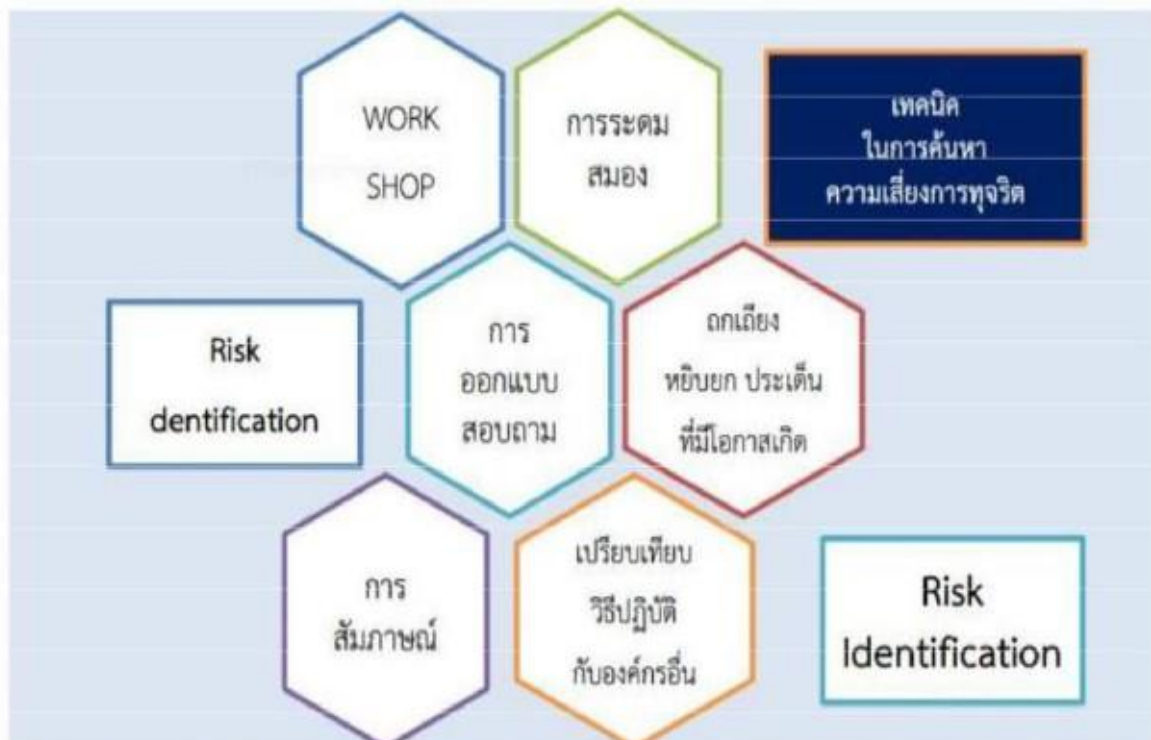 WORK
SHOP
การระดม
สมอง
เทคนิค
ในการค้นหา
ความเสี่ยงการทุจริต
Risk
dentification
การ
ออกแบบ
สอบถาม
ถกเถียง
หยิบยก ประเด็น
ที่มีโอกาสเกิด
การ
สัมภาษณ์
เปรียบเทียบ
วิธีปฏิบัติ
กับองค์กรอื่น
Risk
Identification